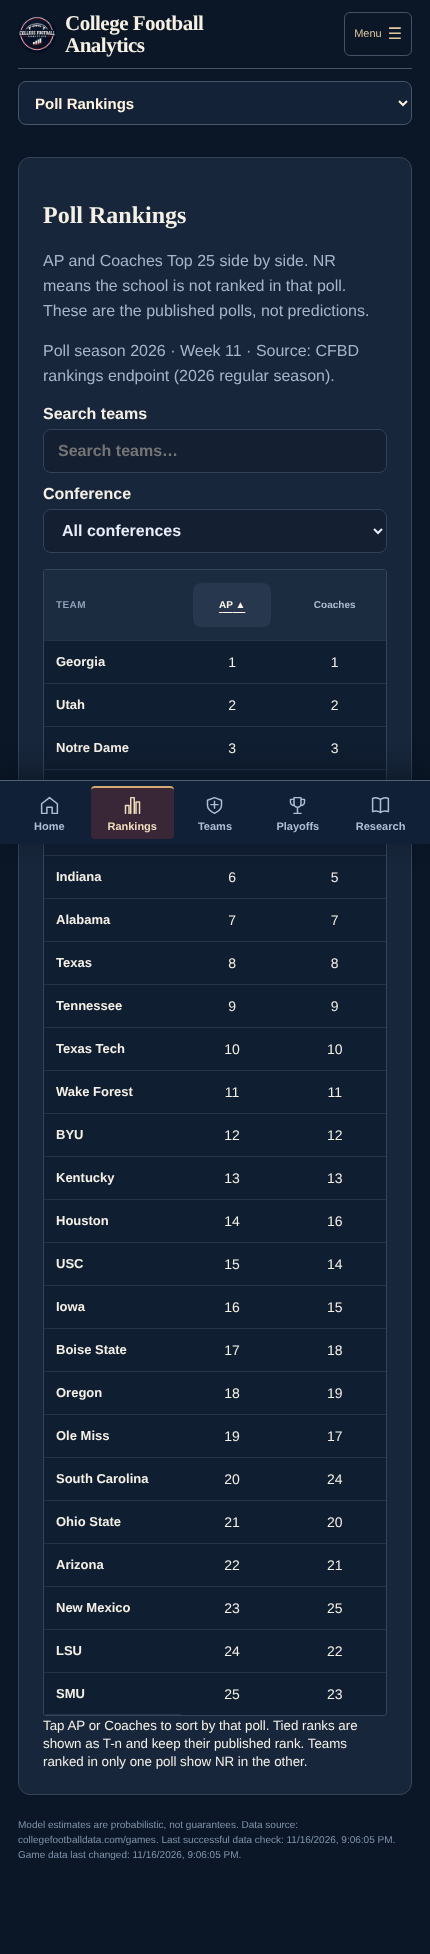 College Football
Analytics
Menu ☰
Poll Rankings
Poll Rankings
AP and Coaches Top 25 side by side. NR
means the school is not ranked in that poll.
These are the published polls, not predictions.
Poll season 2026 · Week 11 · Source: CFBD
rankings endpoint (2026 regular season).
Search teams
Search teams…
Conference
All conferences
TEAM AP ▲ Coaches
Georgia 1 1
Utah 2 2
Notre Dame 3 3
Home Rankings Teams Playoffs Research
Indiana 6 5
Alabama 7 7
Texas 8 8
Tennessee 9 9
Texas Tech 10 10
Wake Forest 11 11
BYU 12 12
Kentucky 13 13
Houston 14 16
USC 15 14
Iowa 16 15
Boise State 17 18
Oregon 18 19
Ole Miss 19 17
South Carolina 20 24
Ohio State 21 20
Arizona 22 21
New Mexico 23 25
LSU 24 22
SMU 25 23
Tap AP or Coaches to sort by that poll. Tied ranks are
shown as T-n and keep their published rank. Teams
ranked in only one poll show NR in the other.
Model estimates are probabilistic, not guarantees. Data source:
collegefootballdata.com/games. Last successful data check: 11/16/2026, 9:06:05 PM.
Game data last changed: 11/16/2026, 9:06:05 PM.